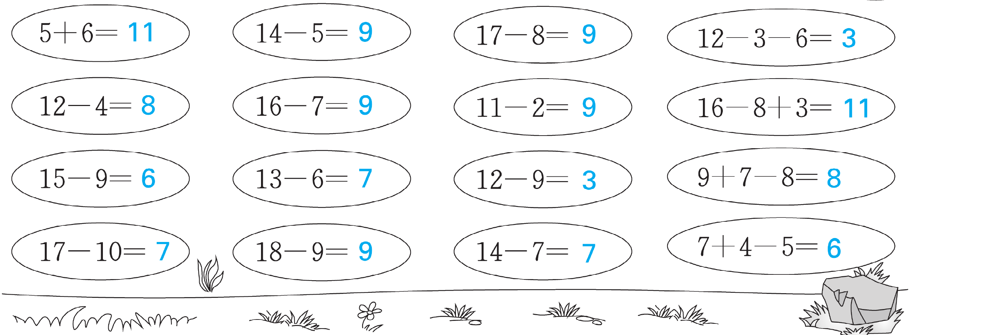 5+6= 11 14-5= 9 17-8= 9 12-3-6= 3
12-4= 8 16-7= 9 11-2= 9 16-8+3= 11
15-9= 6 13-6= 7 12-9= 3 9+7-8= 8
17-10= 7 18-9= 9 14-7= 7 7+4-5= 6